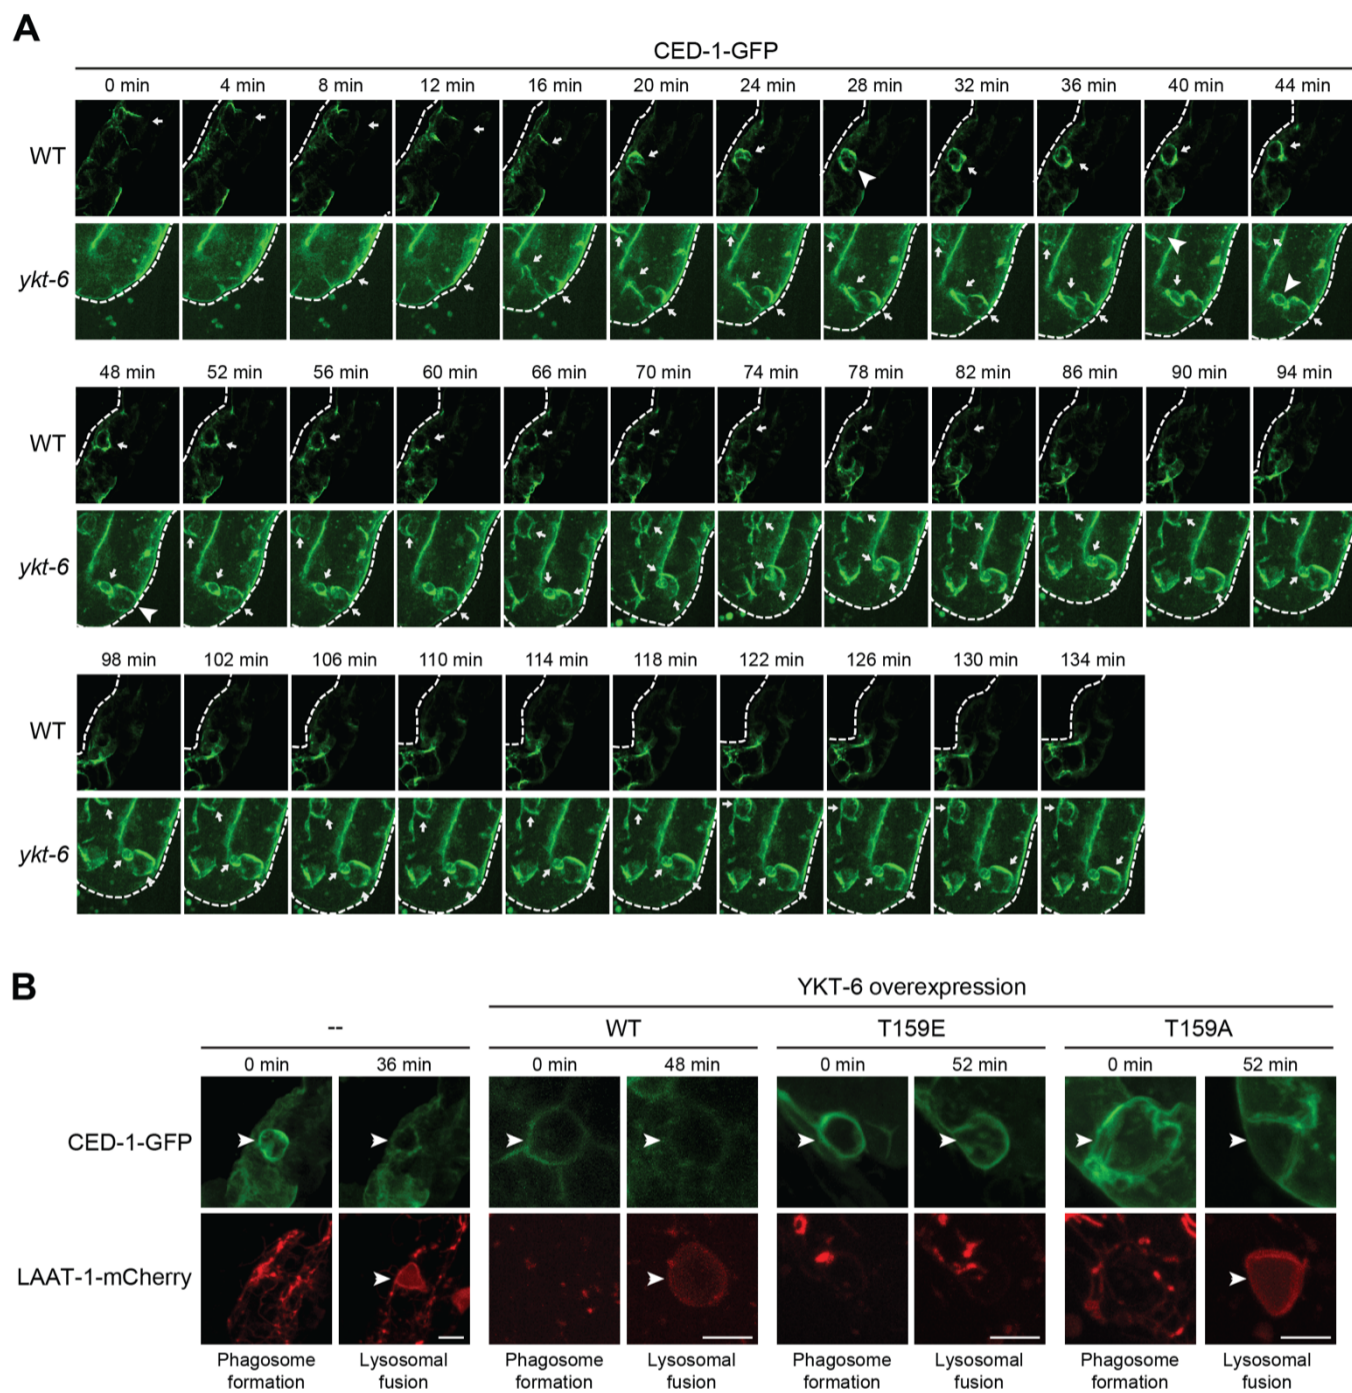 A
CED-1-GFP
0 min 4 min 8 min 12 min 16 min 20 min 24 min 28 min 32 min 36 min 40 min 44 min
WT
ykt-6
48 min 52 min 56 min 60 min 66 min 70 min 74 min 78 min 82 min 86 min 90 min 94 min
WT
ykt-6
98 min 102 min 106 min 110 min 114 min 118 min 122 min 126 min 130 min 134 min
WT
ykt-6
B
YKT-6 overexpression
-- WT T159E T159A
0 min 36 min 0 min 48 min 0 min 52 min 0 min 52 min
CED-1-GFP
LAAT-1-mCherry
Phagosome Lysosomal Phagosome Lysosomal Phagosome Lysosomal Phagosome Lysosomal
formation fusion formation fusion formation fusion formation fusion